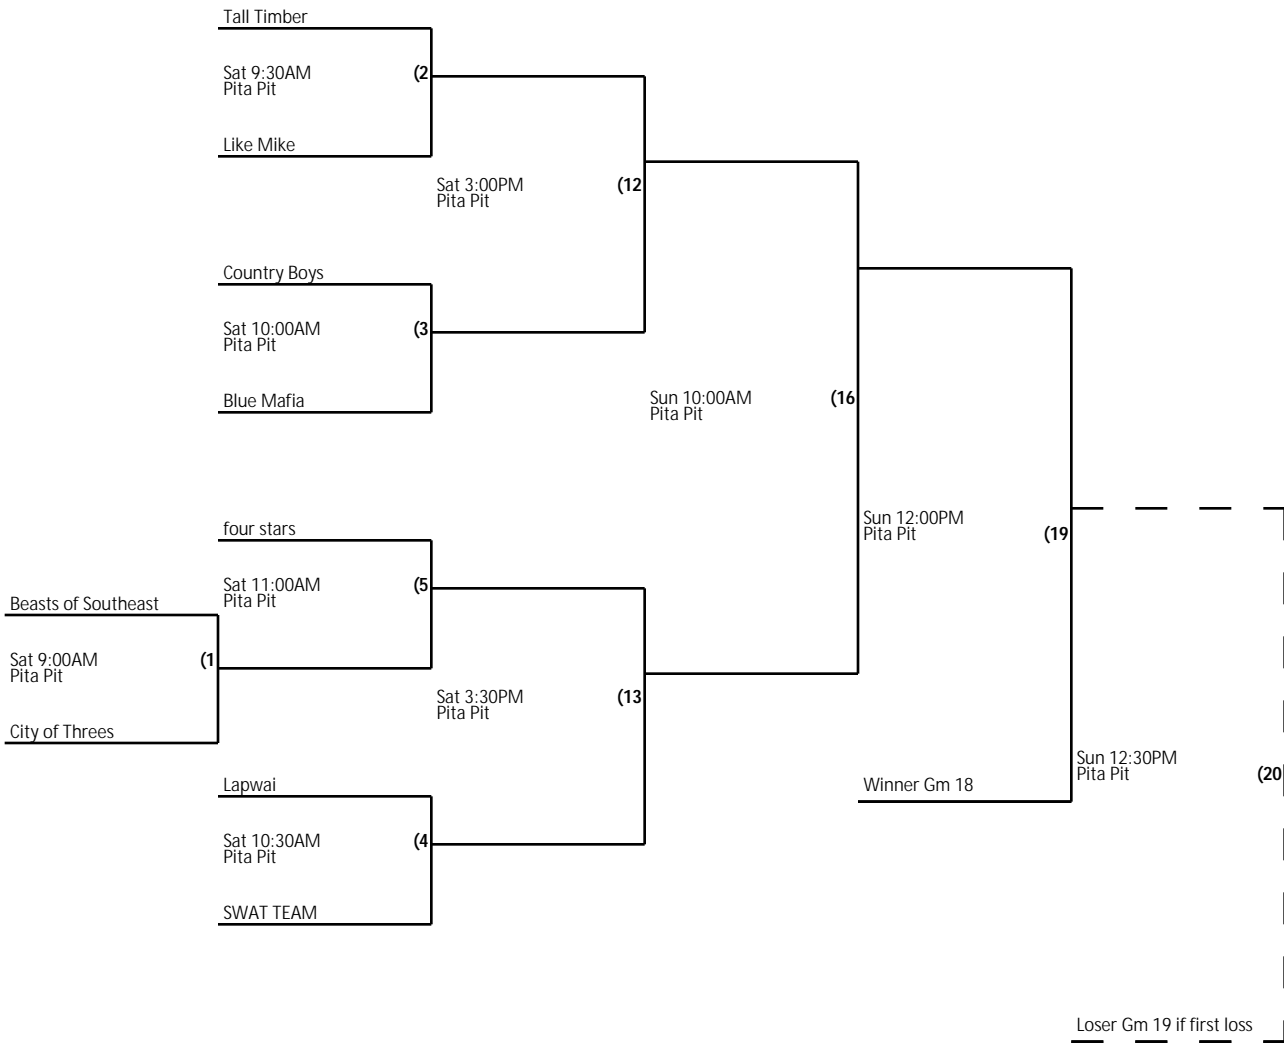 Tall Timber
Sat 9:30AM
Pita Pit
(2
Like Mike
Sat 3:00PM
Pita Pit
(12
Country Boys
Sat 10:00AM
Pita Pit
(3
Blue Mafia
Sun 10:00AM
Pita Pit
(16
four stars
Sat 11:00AM
Pita Pit
(5
Beasts of Southeast
Sat 9:00AM
Pita Pit
(1
City of Threes
Sat 3:30PM
Pita Pit
(13
Lapwai
Sat 10:30AM
Pita Pit
(4
SWAT TEAM
Sun 12:00PM
Pita Pit
(19
Winner Gm 18
Sun 12:30PM
Pita Pit
(20
Loser Gm 19 if first loss